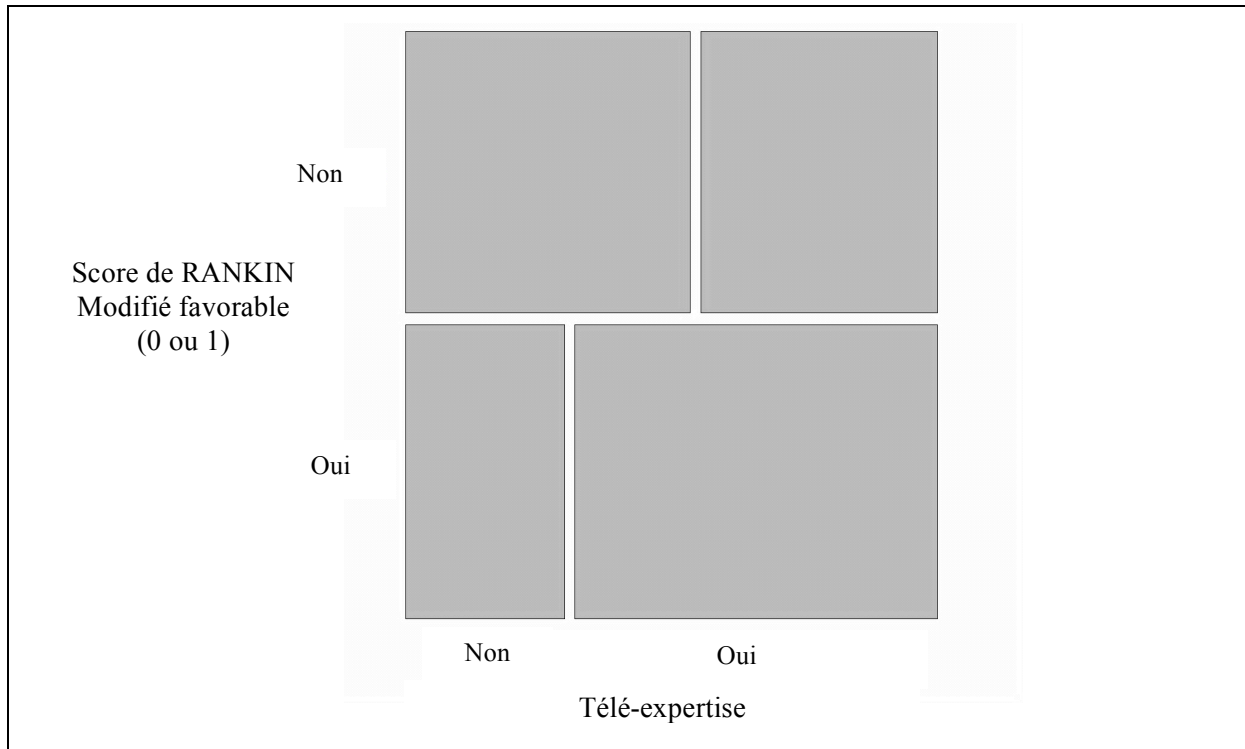 Non
Score de RANKIN
Modifié favorable
(0 ou 1)
Oui
Non
Oui
Télé-expertise